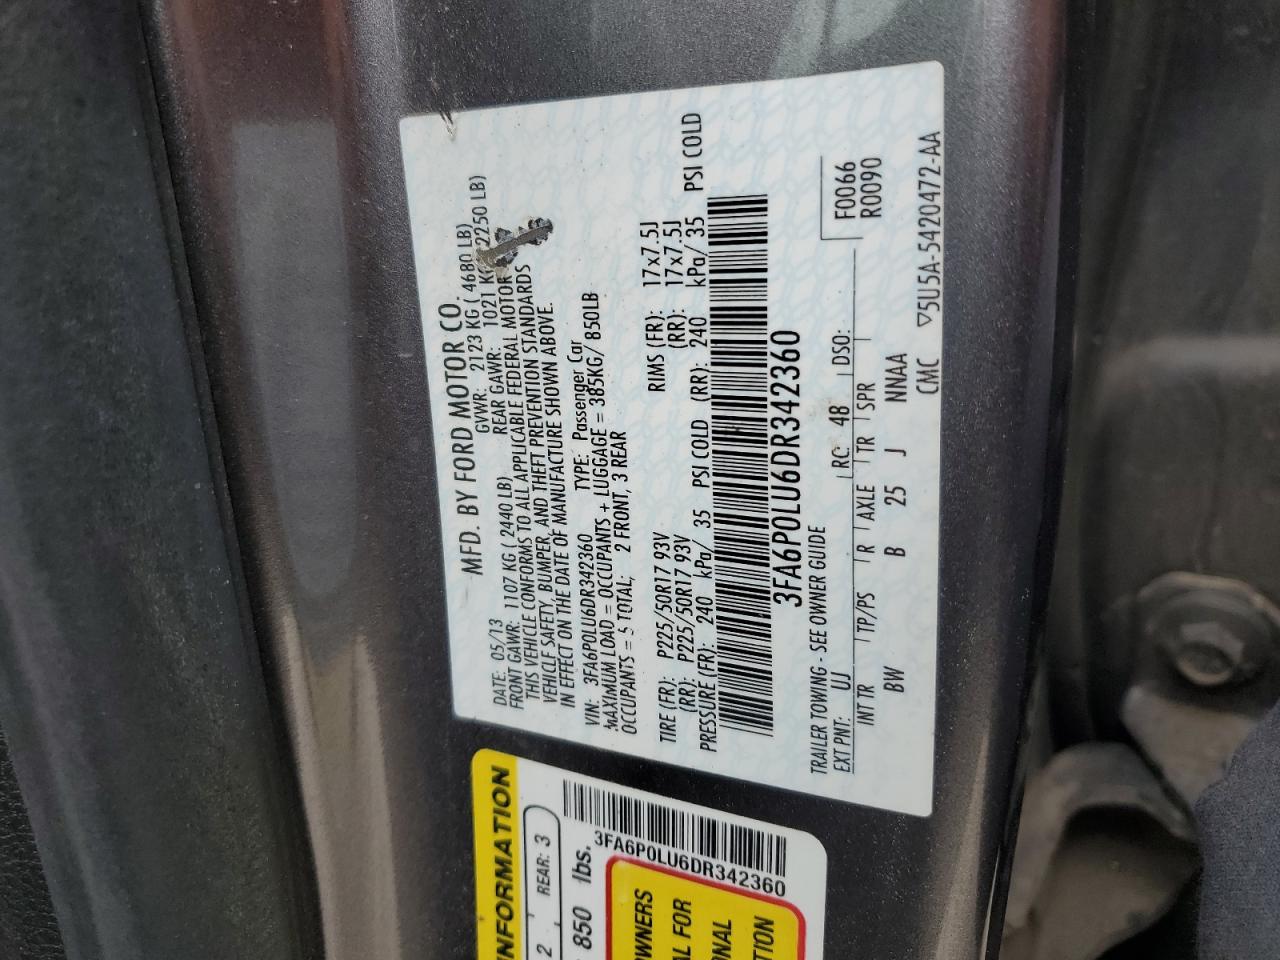 MFD. BY FORD MOTOR CO.
DATE: 05/13 GVWR: 2123 KG ( 4680 LB)
FRONT GAWR: 1107 KG ( 2440 LB) REAR GAWR: 1021 KG 2250 LB)
THIS VEHICLE CONFORMS TO ALL APPLICABLE FEDERAL MOTOR
VEHICLE SAFETY, BUMPER, AND THEFT PREVENTION STANDARDS
IN EFFECT ON THE DATE OF MANUFACTURE SHOWN ABOVE.
VIN: 3FA6P0LU6DR342360 TYPE: Passenger Car
MAXIMUM LOAD = OCCUPANTS + LUGGAGE = 385KG/ 850LB
OCCUPANTS = 5 TOTAL; 2 FRONT, 3 REAR
TIRE (FR): P225/50R17 93V RIMS (FR): 17x7.5J
(RR): P225/50R17 93V (RR): 17x7.5J
PRESSURE (FR): 240 kPa/ 35 PSI COLD (RR): 240 kPa/ 35 PSI COLD
3FA6P0LU6DR342360
TRAILER TOWING - SEE OWNER GUIDE
F0066
R0090
EXT PNT: UJ RC: 48 DSO:
INT TR TP/PS R AXLE TR SPR
BW B 25 J NNAA
CMC ▽5U5A-5420472-AA
INFORMATION
2 REAR: 3
850 lbs.
3FA6P0LU6DR342360
OWNERS
AL FOR
ONAL
TION